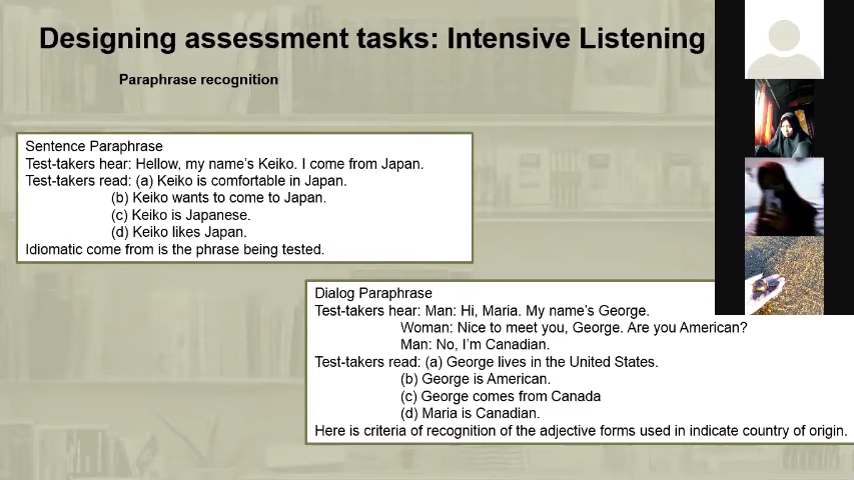 Designing assessment tasks: Intensive Listening
Paraphrase recognition
Sentence Paraphrase
Test-takers hear: Hellow, my name's Keiko. I come from Japan.
Test-takers read: (a) Keiko is comfortable in Japan.
(b) Keiko wants to come to Japan.
(c) Keiko is Japanese.
(d) Keiko likes Japan.
Idiomatic come from is the phrase being tested.
Dialog Paraphrase
Test-takers hear: Man: Hi, Maria. My name's George.
Woman: Nice to meet you, George. Are you American?
Man: No, I'm Canadian.
Test-takers read: (a) George lives in the United States.
(b) George is American.
(c) George comes from Canada
(d) Maria is Canadian.
Here is criteria of recognition of the adjective forms used in indicate country of origin.